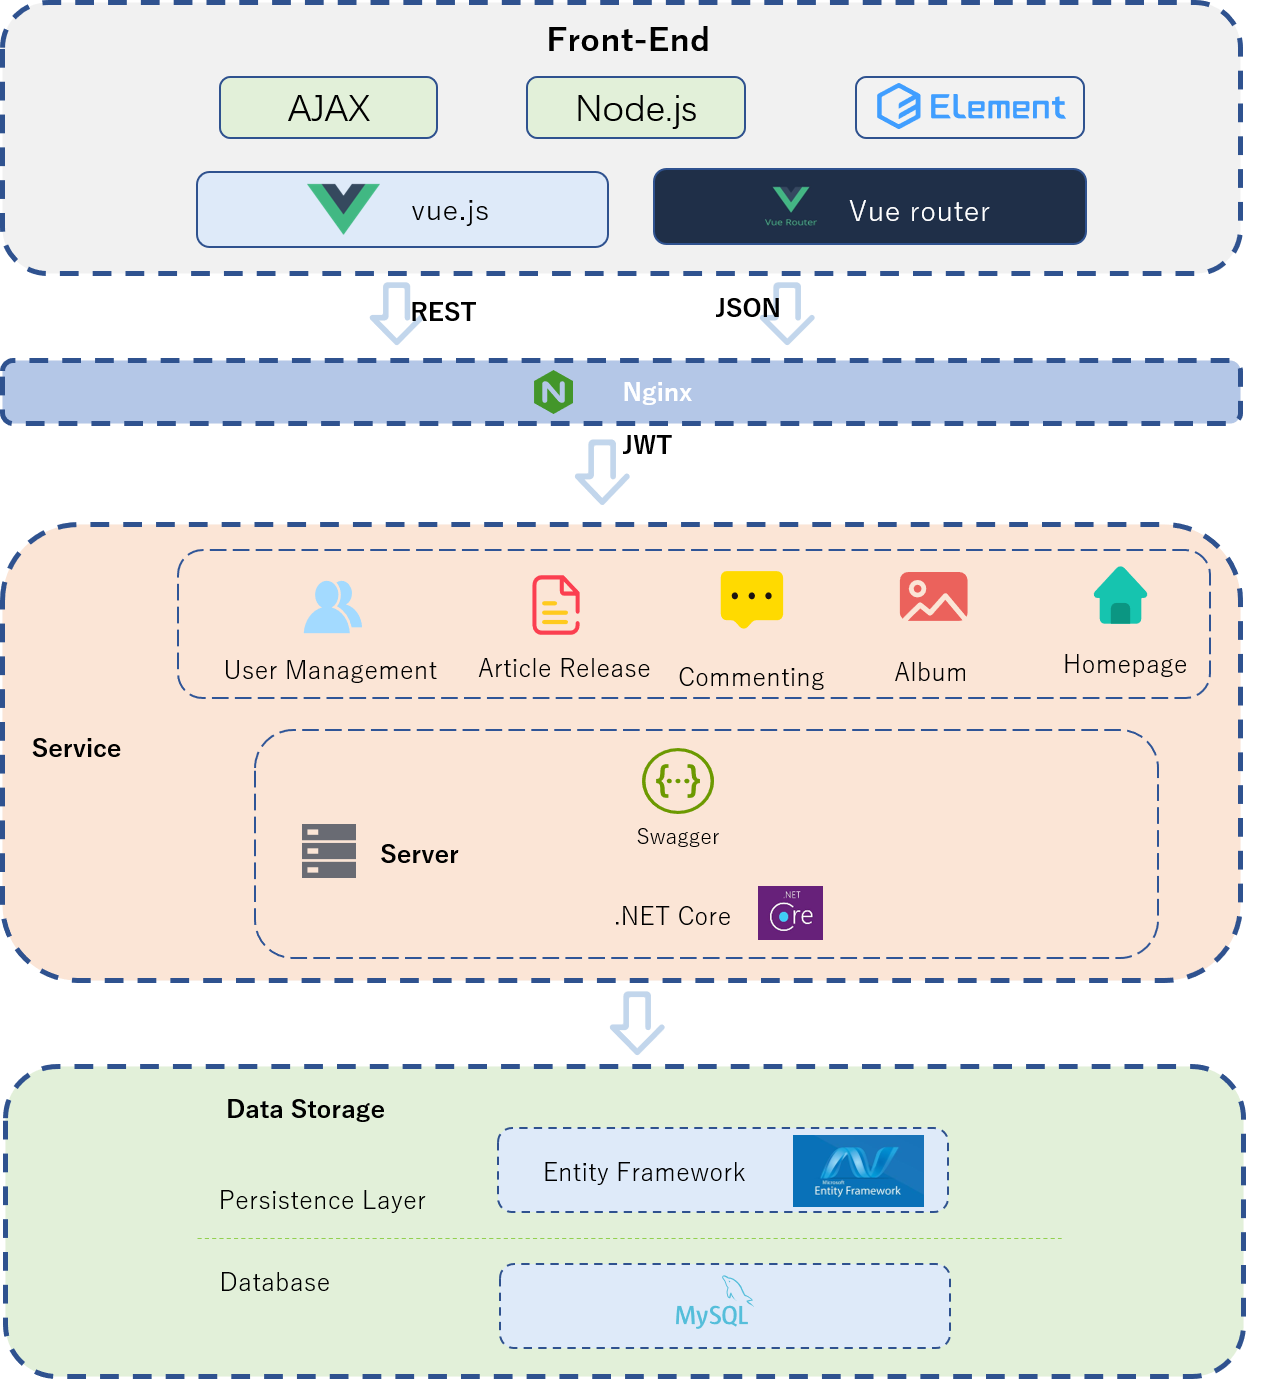 Front-End
AJAX
Node.js
Element
vue.js
Vue Router
Vue router
REST
JSON
Nginx
JWT
User Management
Article Release
Commenting
Album
Homepage
Service
Swagger
Server
.NET Core
.NET
Core
Data Storage
Entity Framework
Microsoft
Entity Framework
Persistence Layer
Database
MySQL